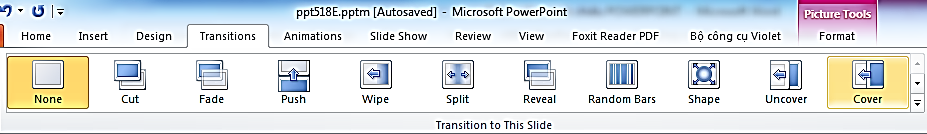 ppt518E.pptm [Autosaved] - Microsoft PowerPoint
Picture Tools
Home Insert Design Transitions Animations Slide Show Review View Foxit Reader PDF Bộ công cụ Violet Format
None Cut Fade Push Wipe Split Reveal Random Bars Shape Uncover Cover
Transition to This Slide